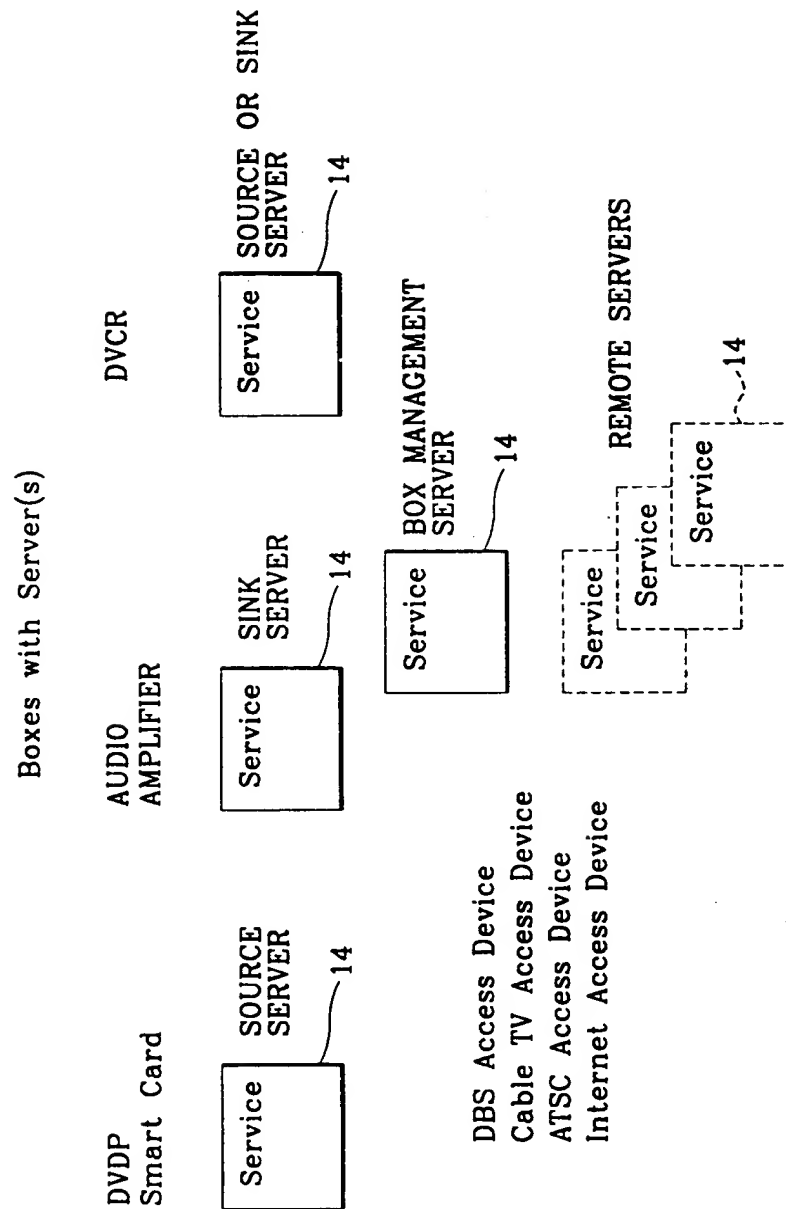 Boxes with Server(s)
DVDP
Smart Card
AUDIO
AMPLIFIER
DVCR
Service
SOURCE
SERVER
14
Service
SINK
SERVER
14
Service
SOURCE OR SINK
SERVER
14
Service
BOX MANAGEMENT
SERVER
14
DBS Access Device
Cable TV Access Device
ATSC Access Device
Internet Access Device
Service
Service
Service
REMOTE SERVERS
14